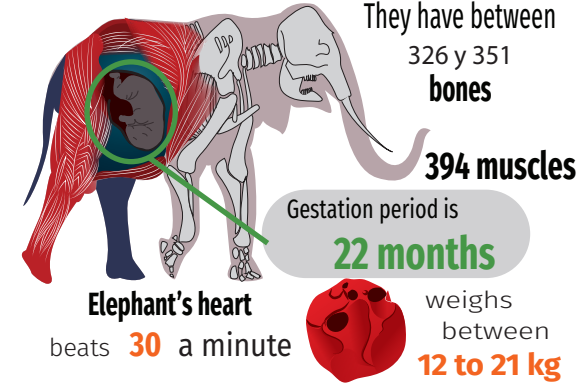 They have between
326 y 351
bones
394 muscles
Gestation period is
22 months
Elephant's heart
beats 30 a minute
weighs
between
12 to 21 kg